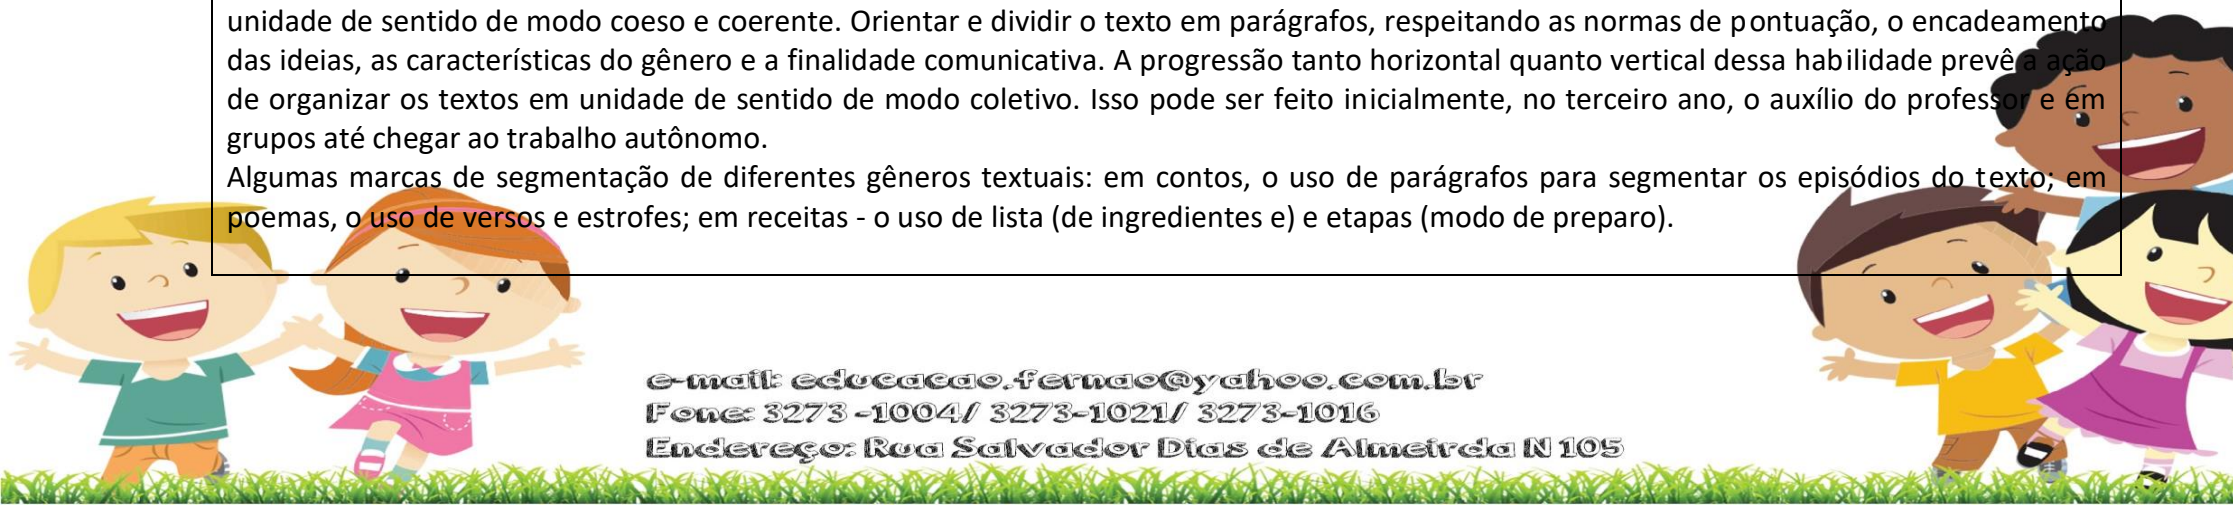 unidade de sentido de modo coeso e coerente. Orientar e dividir o texto em parágrafos, respeitando as normas de pontuação, o encadeamento
das ideias, as características do gênero e a finalidade comunicativa. A progressão tanto horizontal quanto vertical dessa habilidade prevê a ação
de organizar os textos em unidade de sentido de modo coletivo. Isso pode ser feito inicialmente, no terceiro ano, o auxílio do professor e em
grupos até chegar ao trabalho autônomo.
Algumas marcas de segmentação de diferentes gêneros textuais: em contos, o uso de parágrafos para segmentar os episódios do texto; em
poemas, o uso de versos e estrofes; em receitas - o uso de lista (de ingredientes e) e etapas (modo de preparo).
e-mail: educacao.fernao@yahoo.com.br
Fone: 3273 -1004/ 3273-1021/ 3273-1016
Endereço: Rua Salvador Dias de Almeirda N 105